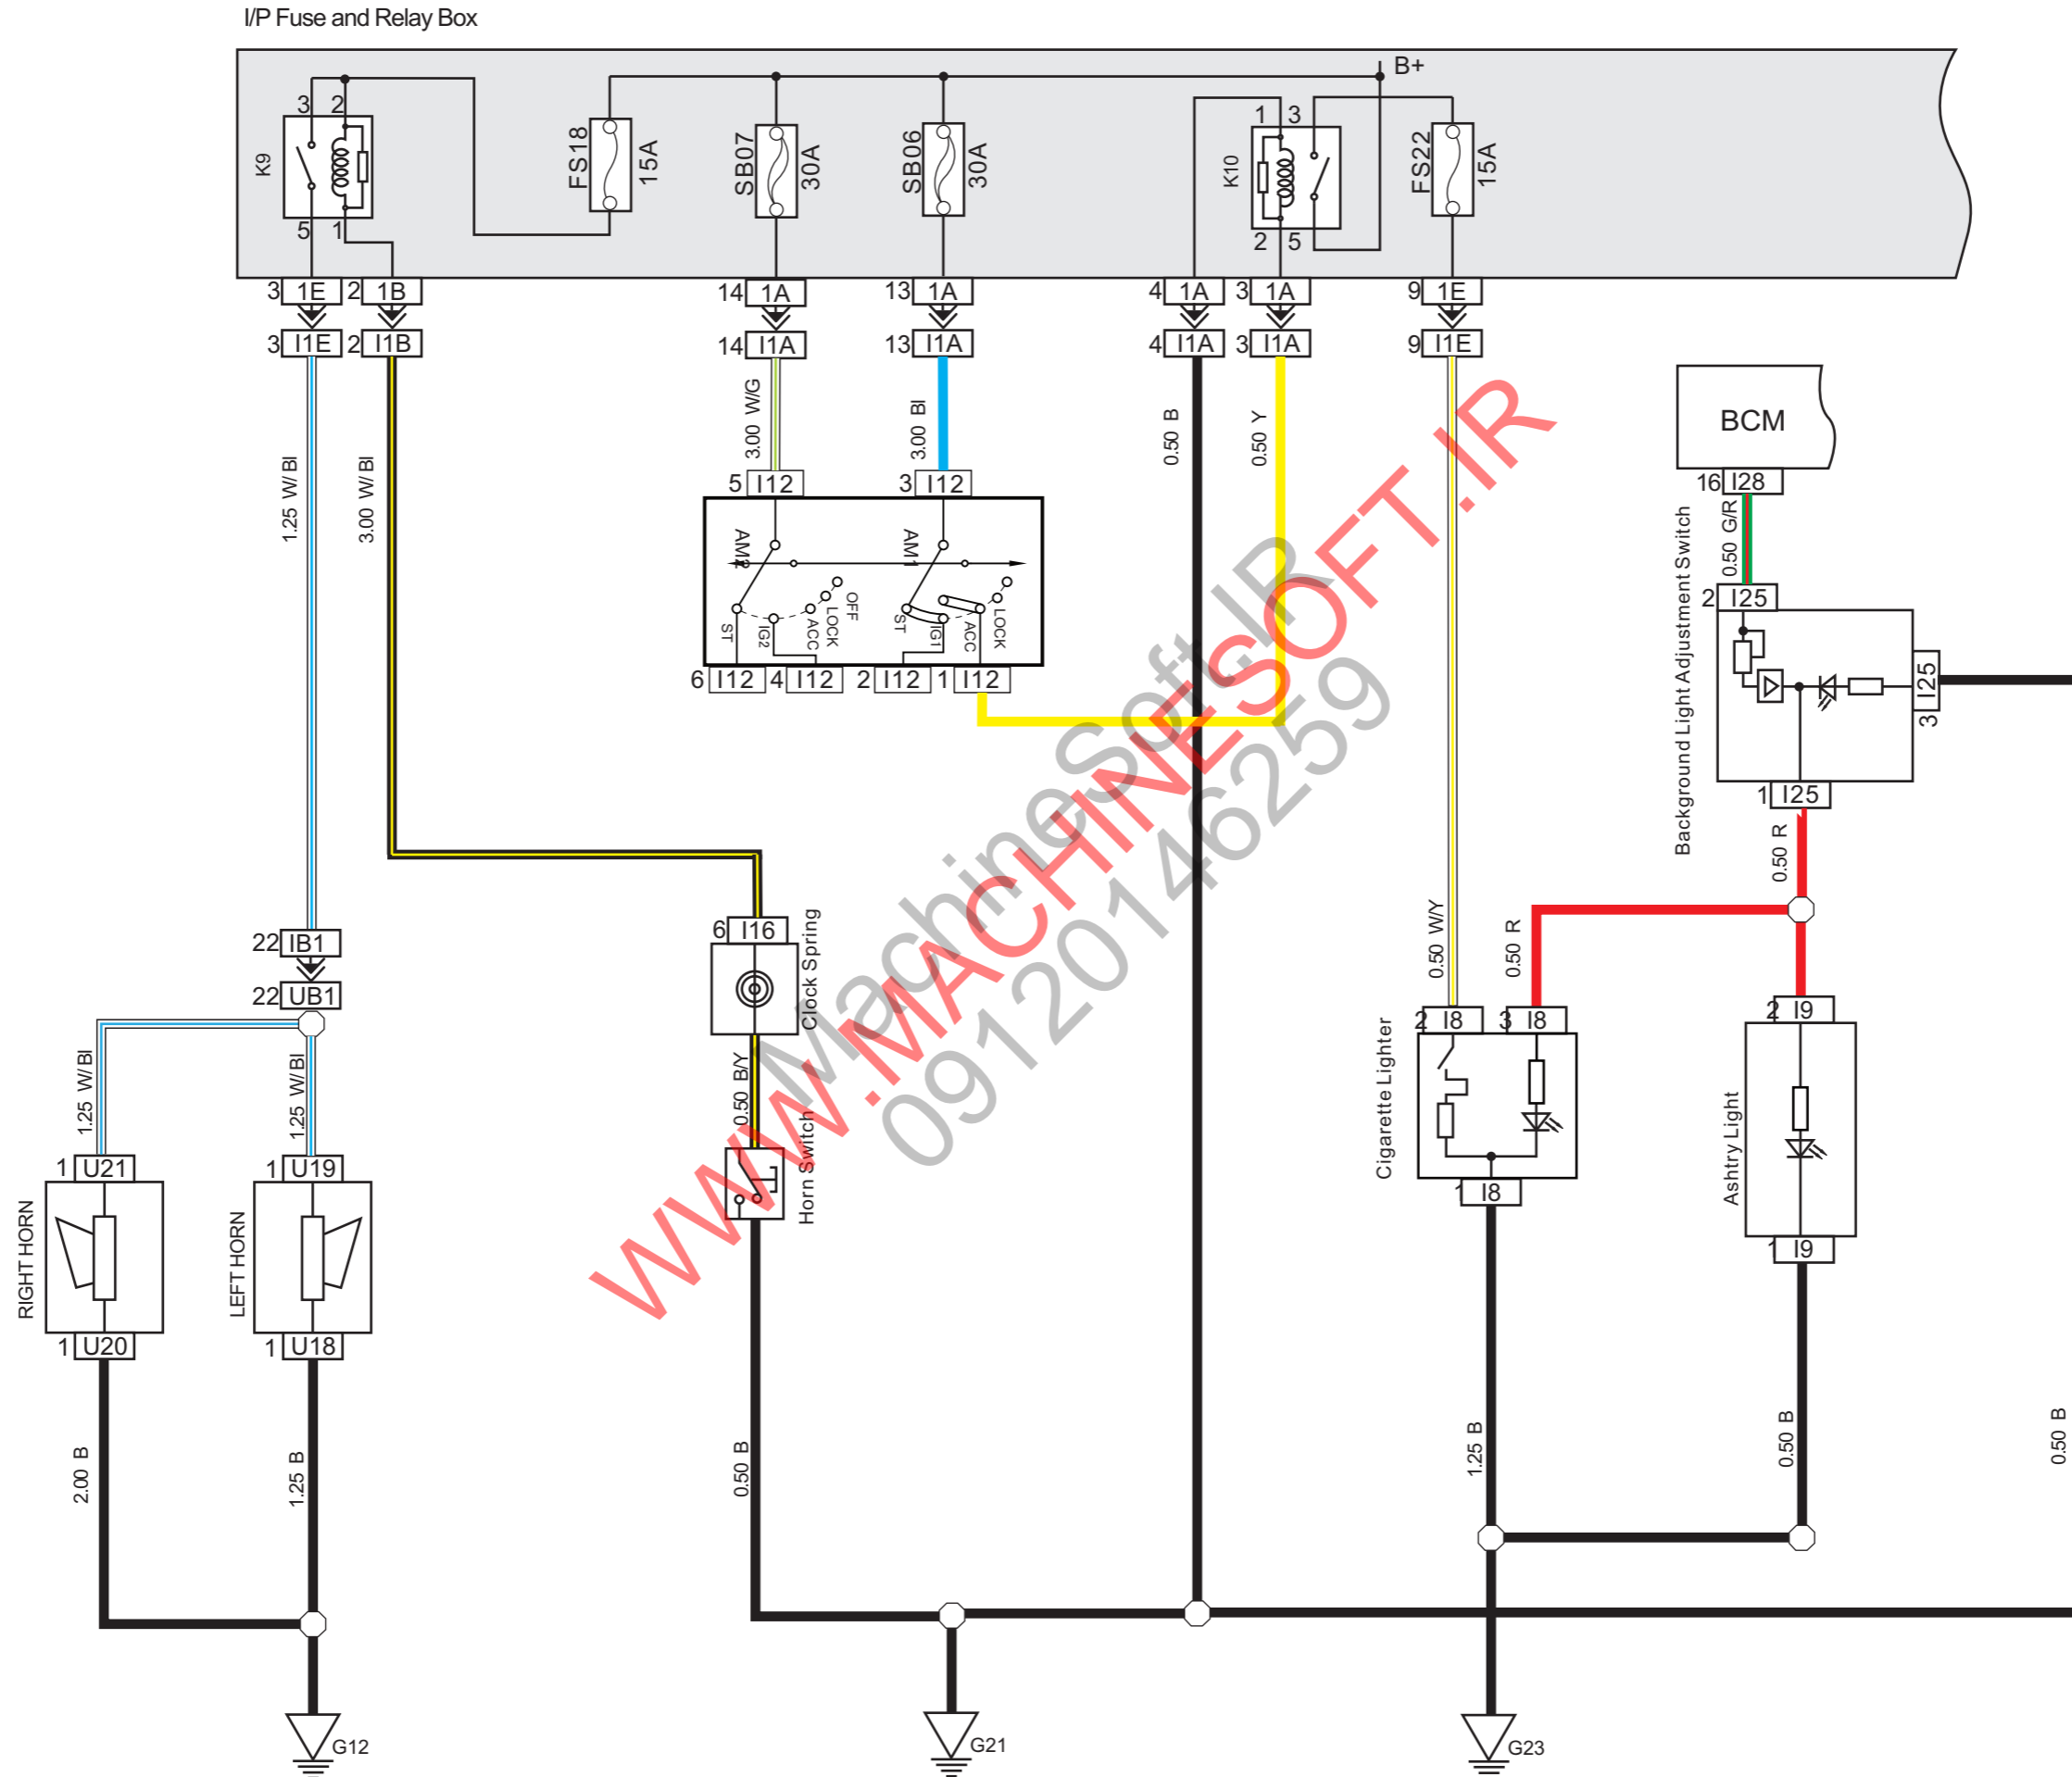 I/P Fuse and Relay Box
B+
3 2
K9
5 1
FS18 15A
SB07 30A
SB06 30A
1 3
K10
2 5
FS22 15A
3 1E 2 1B
14 1A
13 1A
4 1A 3 1A
9 1E
3 I1E 2 I1B
14 I1A
13 I1A
4 I1A 3 I1A
9 I1E
1.25 W/Bl
3.00 W/Bl
3.00 W/G
3.00 Bl
0.50 B
0.50 Y
BCM
16 I28
0.50 G/R
Background Light Adjustment Switch
2 I25
I25 3
1 I25
0.50 R
5 I12
3 I12
AM2
AM1
ST IG2 ACC LOCK OFF
ST IG1 ACC LOCK
6 I12 4 I12 2 I12 1 I12
MachineSoft.IR
WWW.MACHINESOFT.IR
09120146259
22 IB1
22 UB1
6 I16
Clock Spring
0.50 B/Y
Horn Switch
0.50 W/Y
0.50 R
2 I8 3 I8
Cigarette Lighter
1 I8
2 I9
Ashtry Light
1 I9
1.25 W/Bl
1.25 W/Bl
1 U21
1 U19
RIGHT HORN
LEFT HORN
1 U20
1 U18
2.00 B
1.25 B
0.50 B
1.25 B
0.50 B
0.50 B
G12
G21
G23